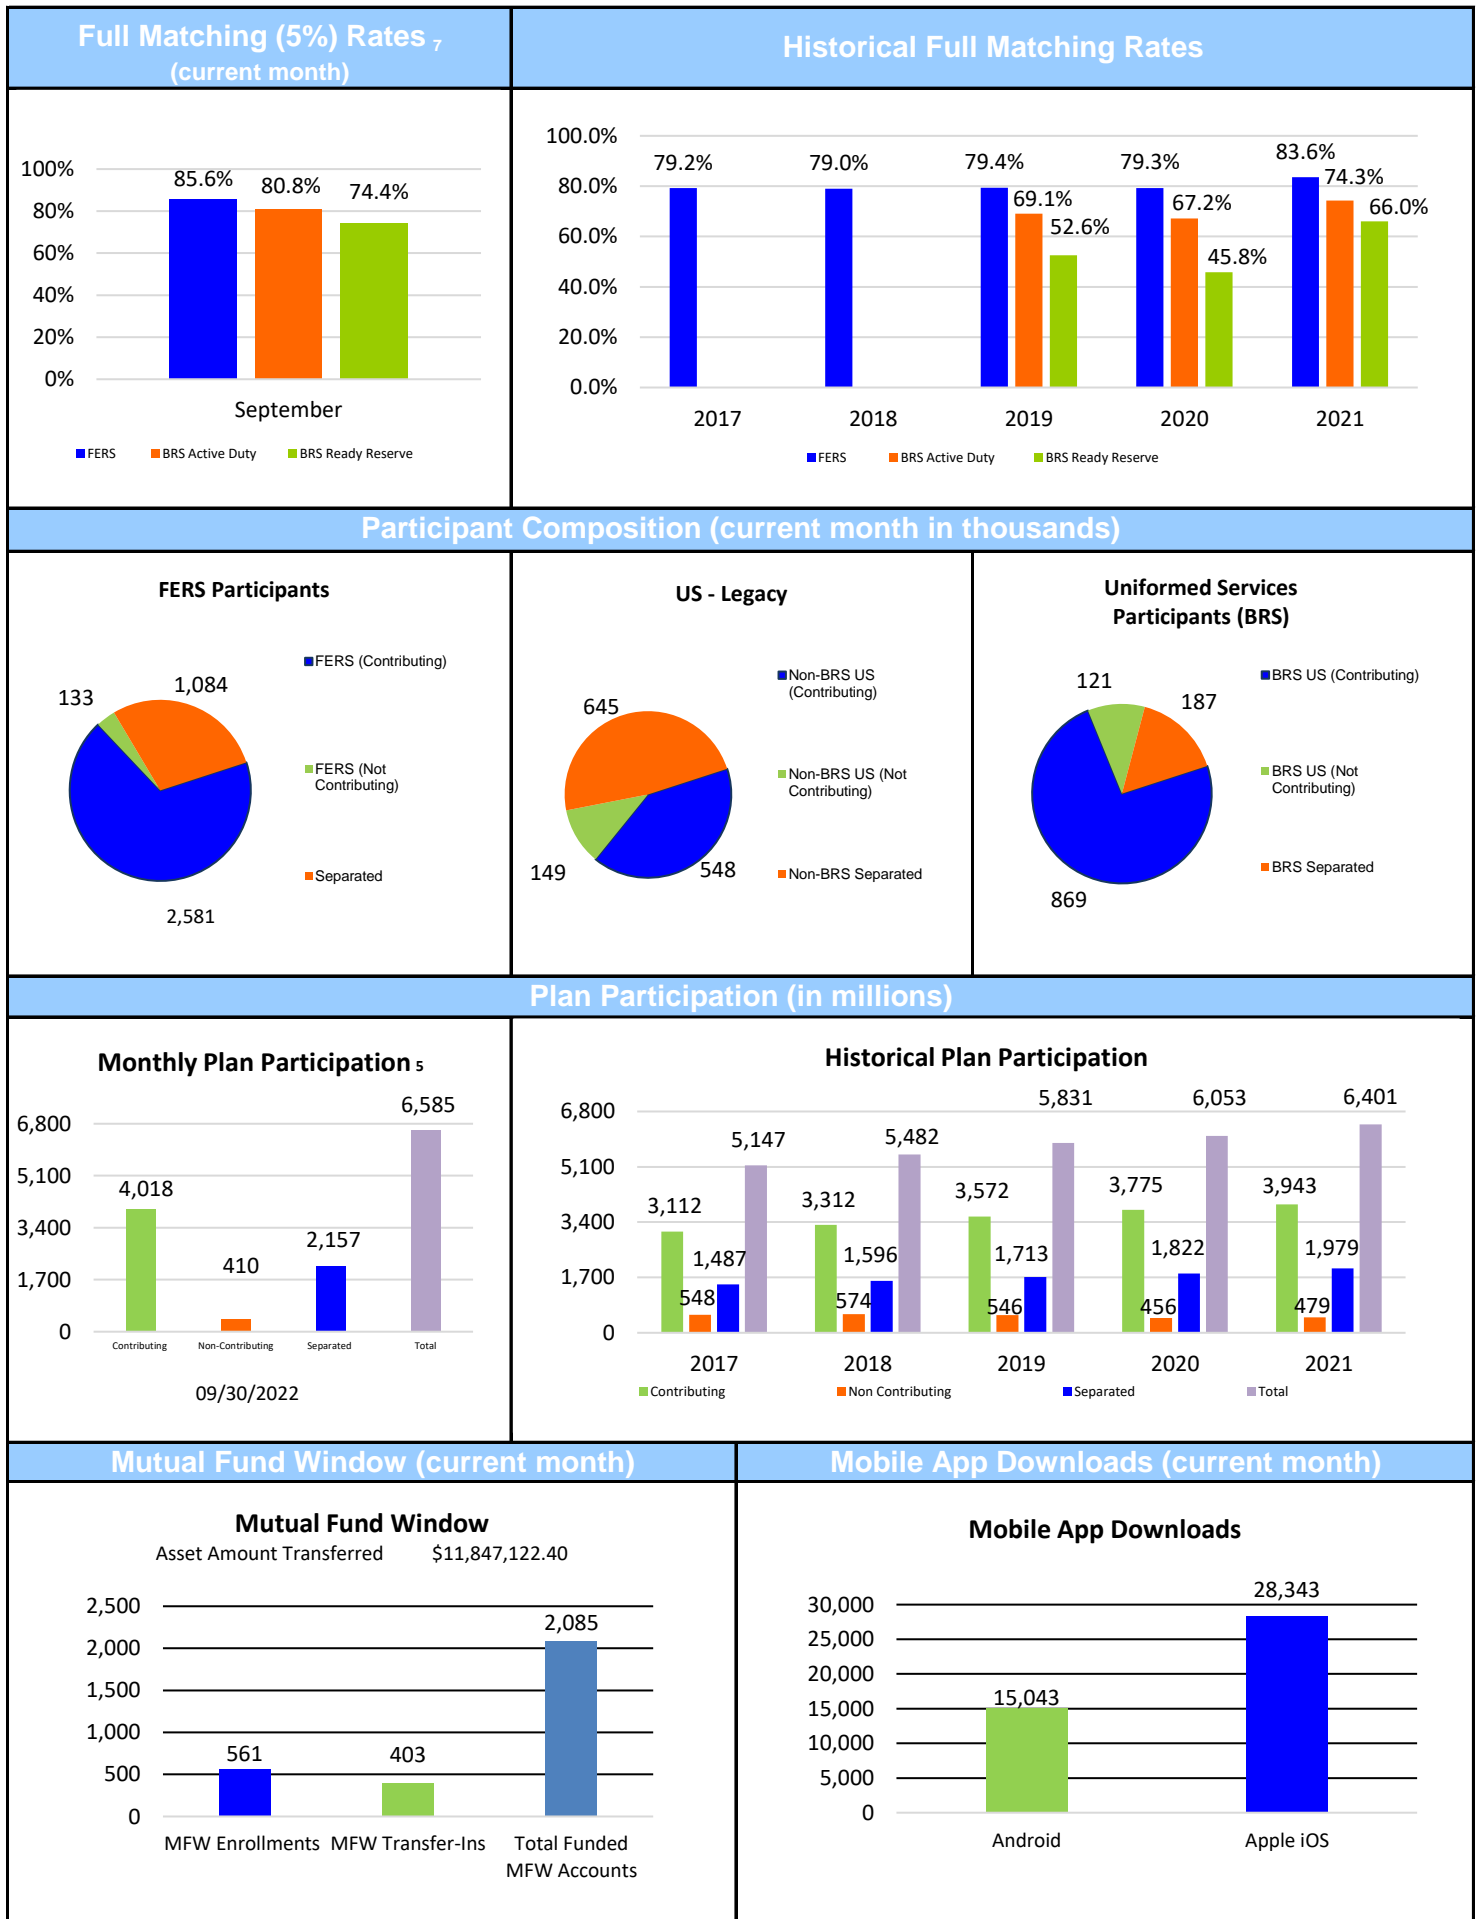 Full Matching (5%) Rates 7
(current month)
Historical Full Matching Rates
100%
80%
60%
40%
20%
0%
85.6%
80.8%
74.4%
September
FERS
BRS Active Duty
BRS Ready Reserve
100.0%
80.0%
60.0%
40.0%
20.0%
0.0%
79.2%
79.0%
79.4%
69.1%
52.6%
79.3%
67.2%
45.8%
83.6%
74.3%
66.0%
2017
2018
2019
2020
2021
FERS
BRS Active Duty
BRS Ready Reserve
Participant Composition (current month in thousands)
FERS Participants
133
1,084
2,581
FERS (Contributing)
FERS (Not
Contributing)
Separated
US - Legacy
645
149
548
Non-BRS US
(Contributing)
Non-BRS US (Not
Contributing)
Non-BRS Separated
Uniformed Services
Participants (BRS)
121
187
869
BRS US (Contributing)
BRS US (Not
Contributing)
BRS Separated
Plan Participation (in millions)
Monthly Plan Participation 5
6,800
5,100
3,400
1,700
0
4,018
410
2,157
6,585
Contributing
Non-Contributing
Separated
Total
09/30/2022
Historical Plan Participation
6,800
5,100
3,400
1,700
0
3,112
548
1,487
5,147
3,312
574
1,596
5,482
3,572
546
1,713
5,831
3,775
456
1,822
6,053
3,943
479
1,979
6,401
2017
2018
2019
2020
2021
Contributing
Non Contributing
Separated
Total
Mutual Fund Window (current month)
Mobile App Downloads (current month)
Mutual Fund Window
Asset Amount Transferred $11,847,122.40
2,500
2,000
1,500
1,000
500
0
561
403
2,085
MFW Enrollments
MFW Transfer-Ins
Total Funded
MFW Accounts
Mobile App Downloads
30,000
25,000
20,000
15,000
10,000
5,000
0
15,043
28,343
Android
Apple iOS